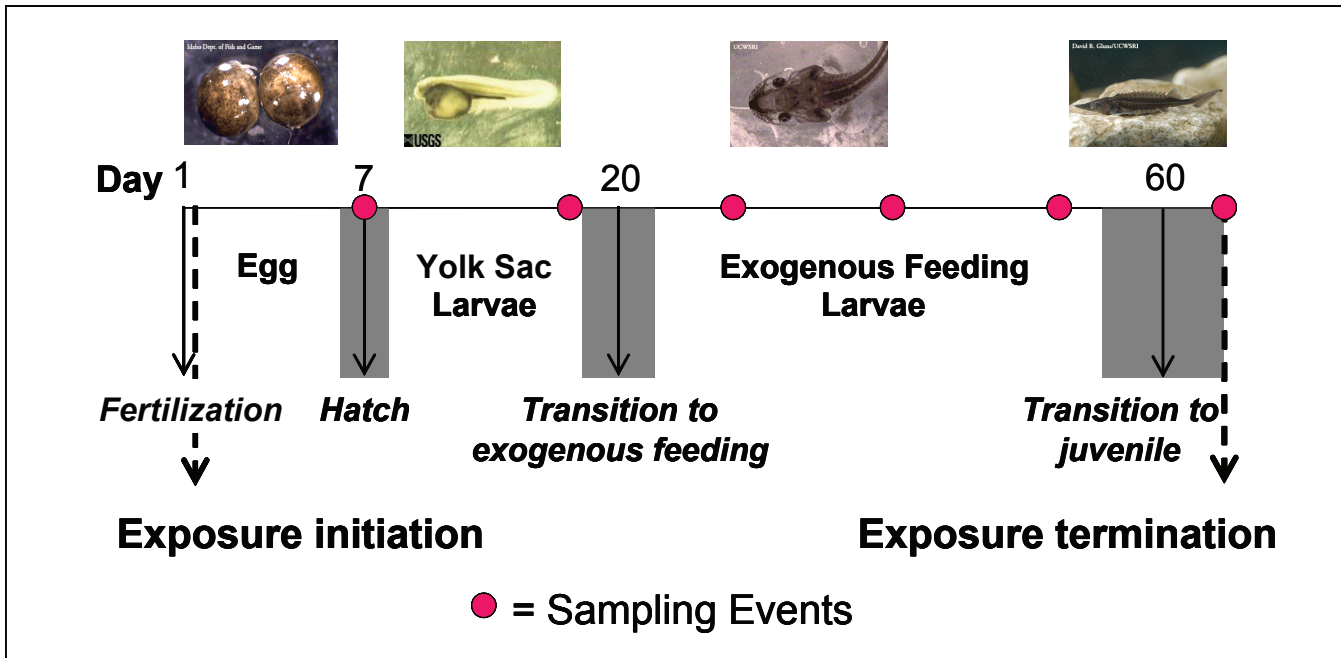 Idaho Dept. of Fish and Game
USGS
UCWSRI
David R. Gluns/UCWSRI
Day 1 7 20 60
Egg
Yolk Sac
Larvae
Exogenous Feeding
Larvae
Fertilization
Hatch
Transition to
exogenous feeding
Transition to
juvenile
Exposure initiation
Exposure termination
= Sampling Events